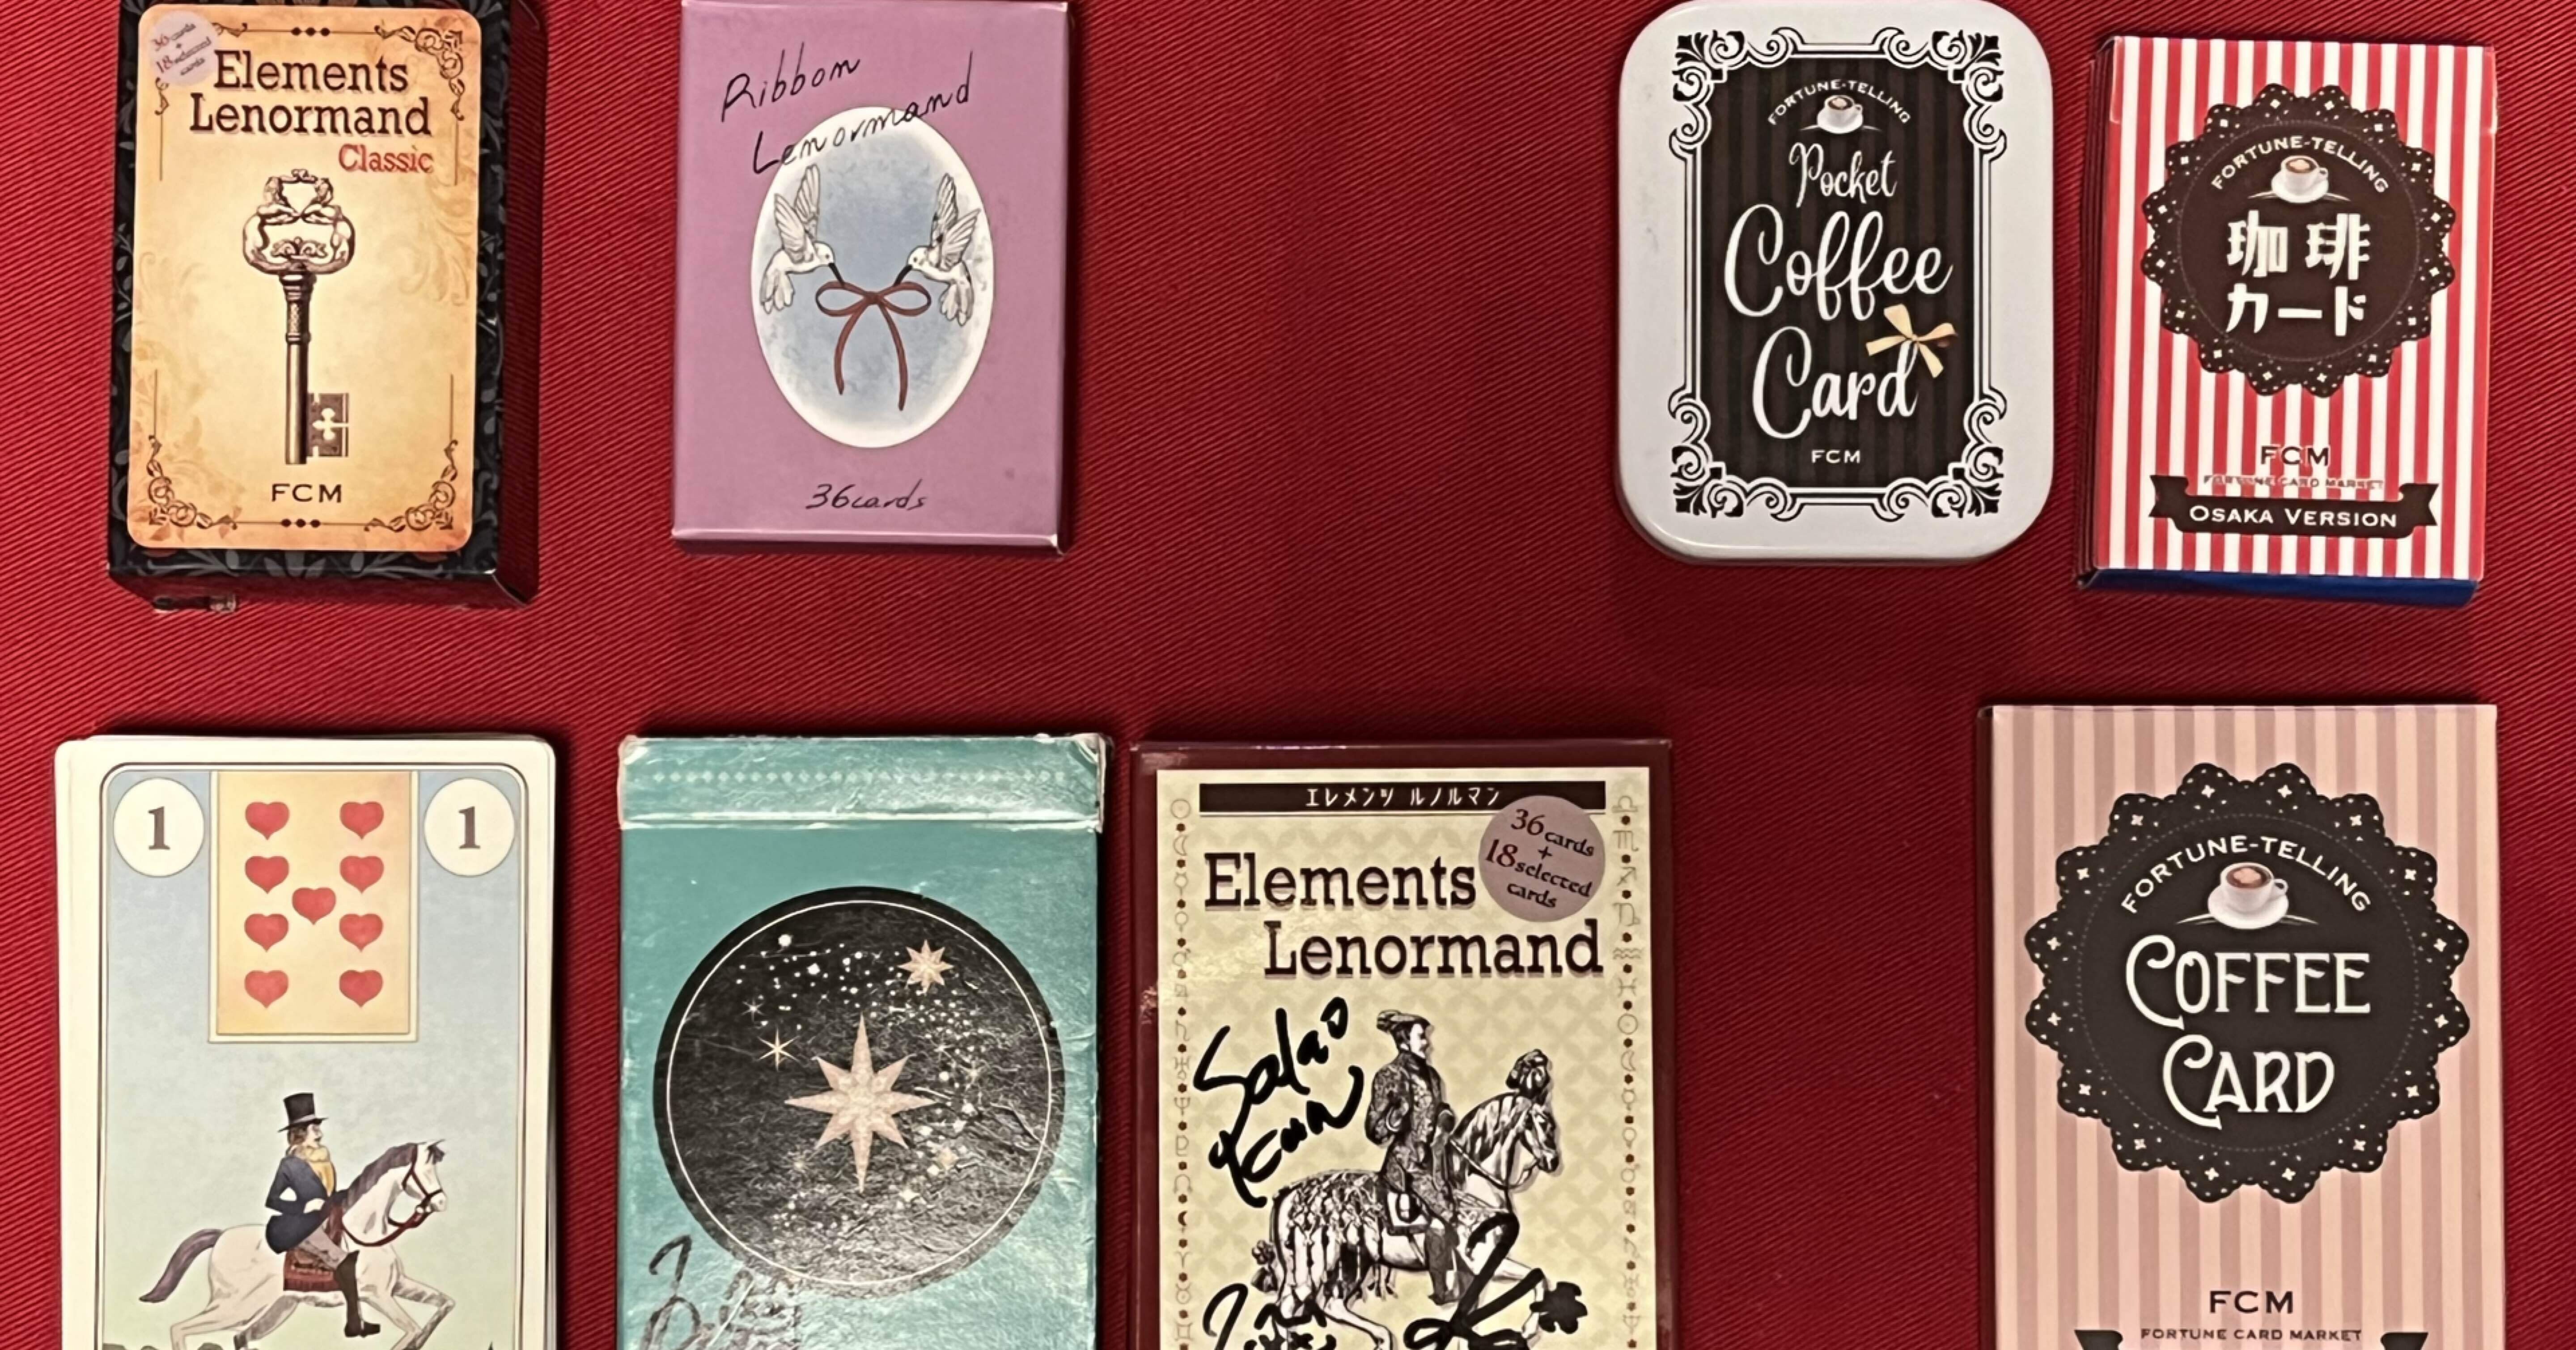 36 cards
+
18 selected
cards
Elements
Lenormand
Classic
FCM
Ribbon
Lenormand
36cards
FORTUNE-TELLING
Pocket
Coffee
Card
FCM
FORTUNE-TELLING
珈琲
カード
FCM
FORTUNE CARD MARKET
OSAKA VERSION
1
1
エレメンツ ルノルマン
36 cards
+
18 selected
cards
Elements
Lenormand
FORTUNE-TELLING
COFFEE
CARD
FCM
FORTUNE CARD MARKET